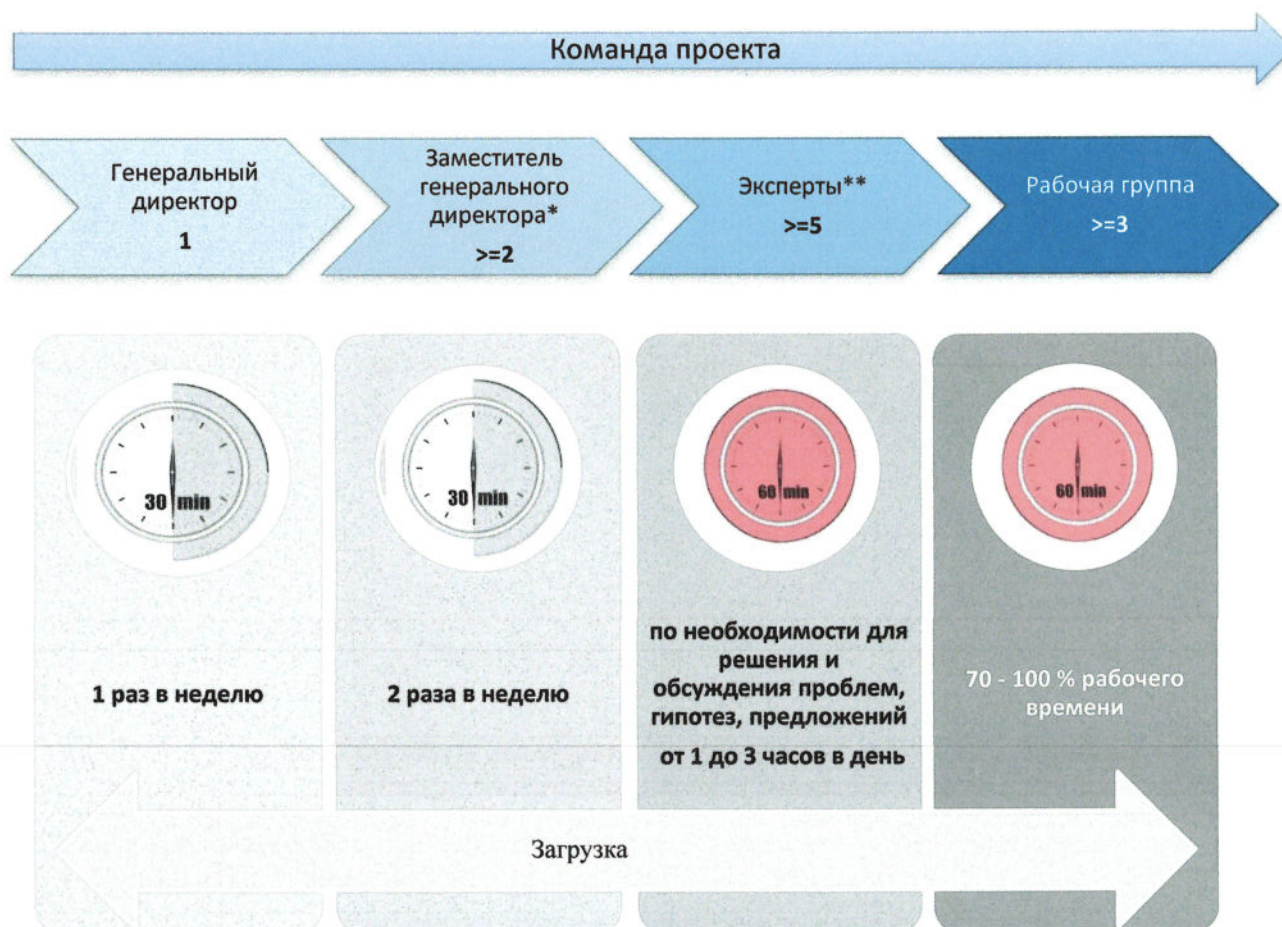 Команда проекта
Генеральный
директор
1
Заместитель
генерального
директора*
>=2
Эксперты**
>=5
Рабочая группа
>=3
30 min
30 min
60 min
60 min
1 раз в неделю
2 раза в неделю
по необходимости для
решения и
обсуждения проблем,
гипотез, предложений
от 1 до 3 часов в день
70 - 100 % рабочего
времени
Загрузка